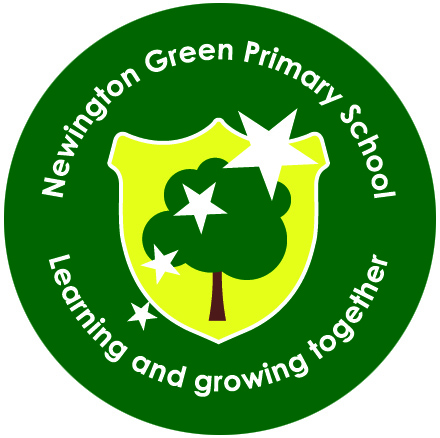 Newington Green Primary School
Learning and growing together